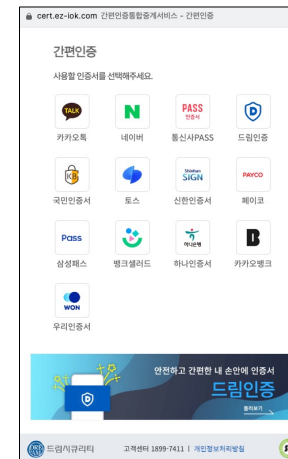 cert.ez-iok.com 간편인증통합중계서비스 - 간편인증
간편인증
사용할 인증서를 선택해주세요.
TALK
N
PASS
인증서
D
카카오톡
네이버
통신사PASS
드림인증
KB
Shinhan
SIGN
PAYCO
국민인증서
토스
신한인증서
페이코
Pass
하나은행
B
삼성패스
뱅크샐러드
하나인증서
카카오뱅크
WON
우리인증서
안전하고 간편한 내 손안에 인증서
드림인증
둘러보기
드림시큐리티 고객센터 1899-7411 | 개인정보처리방침